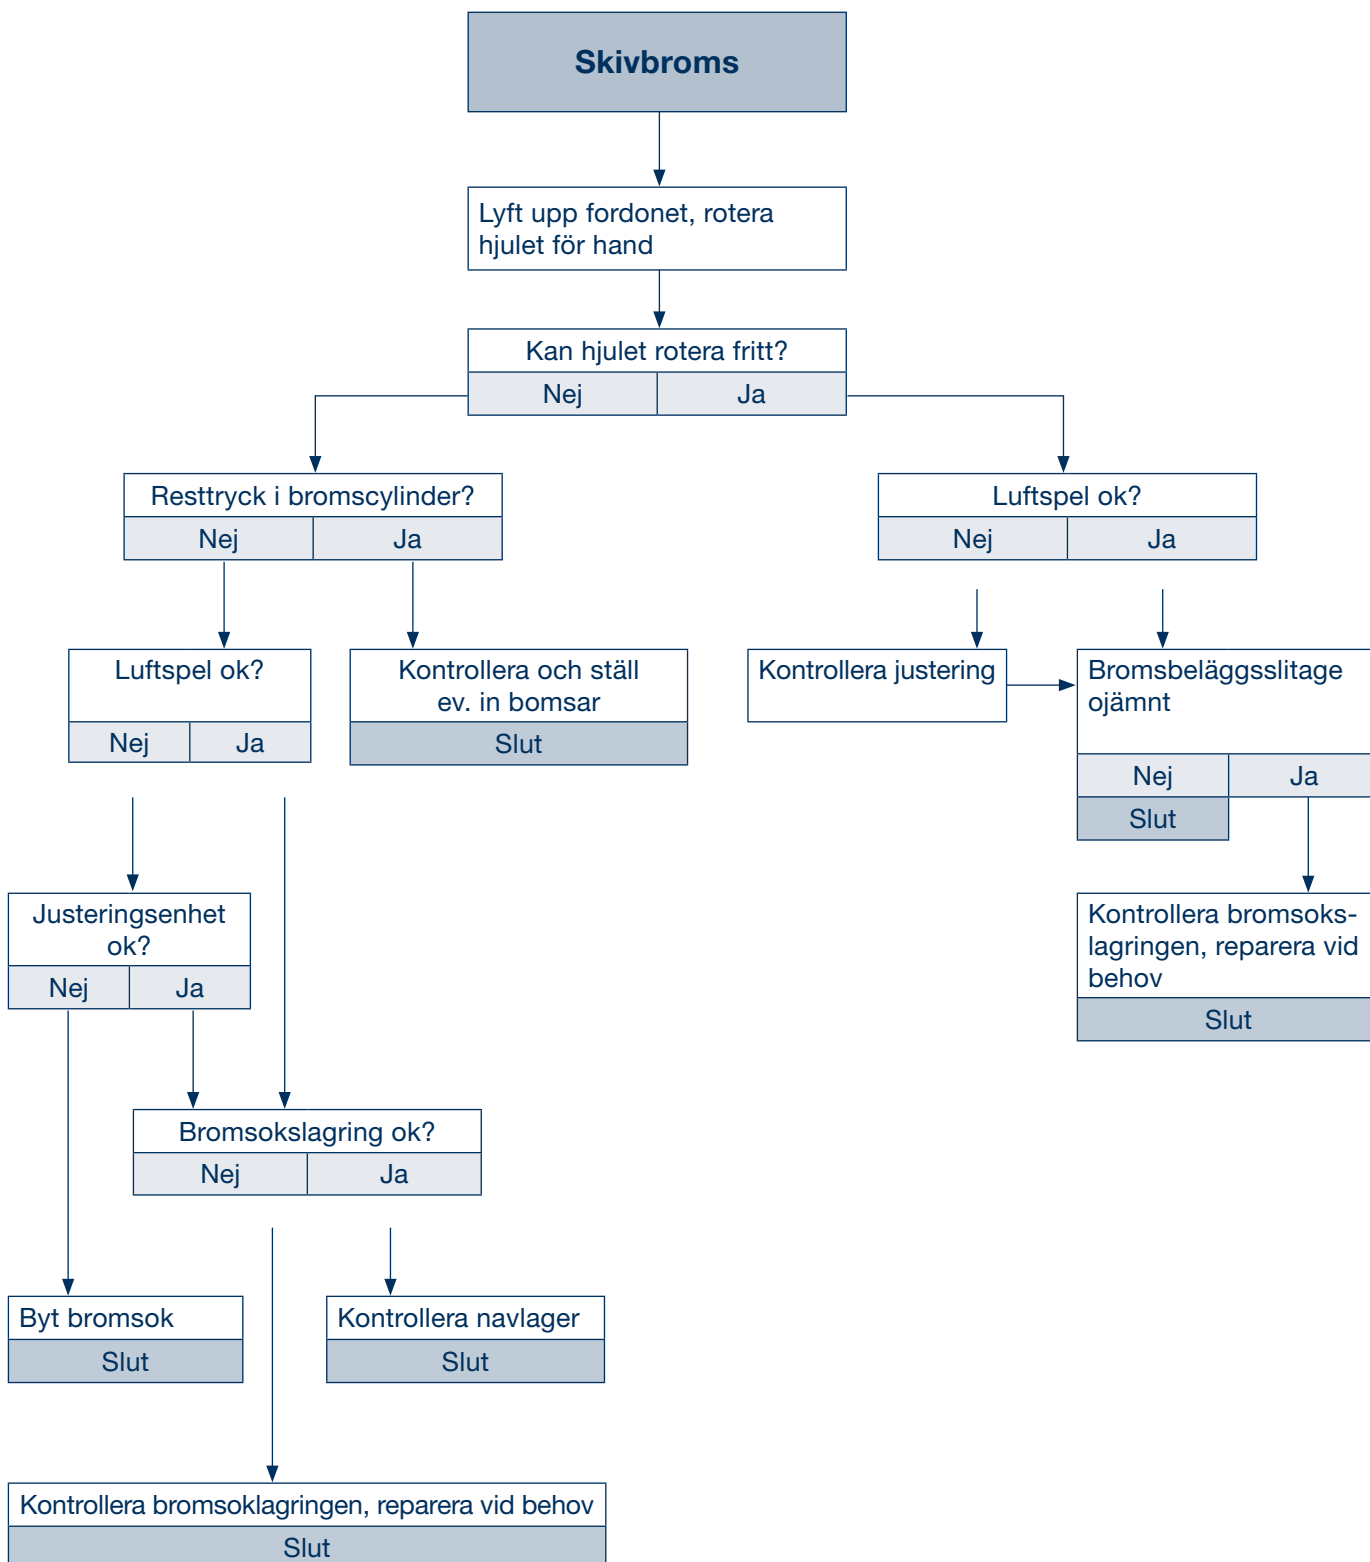 Skivbroms
Lyft upp fordonet, rotera
hjulet för hand
Kan hjulet rotera fritt?
Nej
Ja
Resttryck i bromscylinder?
Nej
Ja
Luftspel ok?
Nej
Ja
Luftspel ok?
Nej
Ja
Kontrollera och ställ
ev. in bomsar
Slut
Kontrollera justering
Bromsbeläggsslitage
ojämnt
Nej
Ja
Slut
Justeringsenhet
ok?
Nej
Ja
Kontrollera bromsoks-
lagringen, reparera vid
behov
Slut
Bromsokslagring ok?
Nej
Ja
Byt bromsok
Slut
Kontrollera navlager
Slut
Kontrollera bromsoklagringen, reparera vid behov
Slut